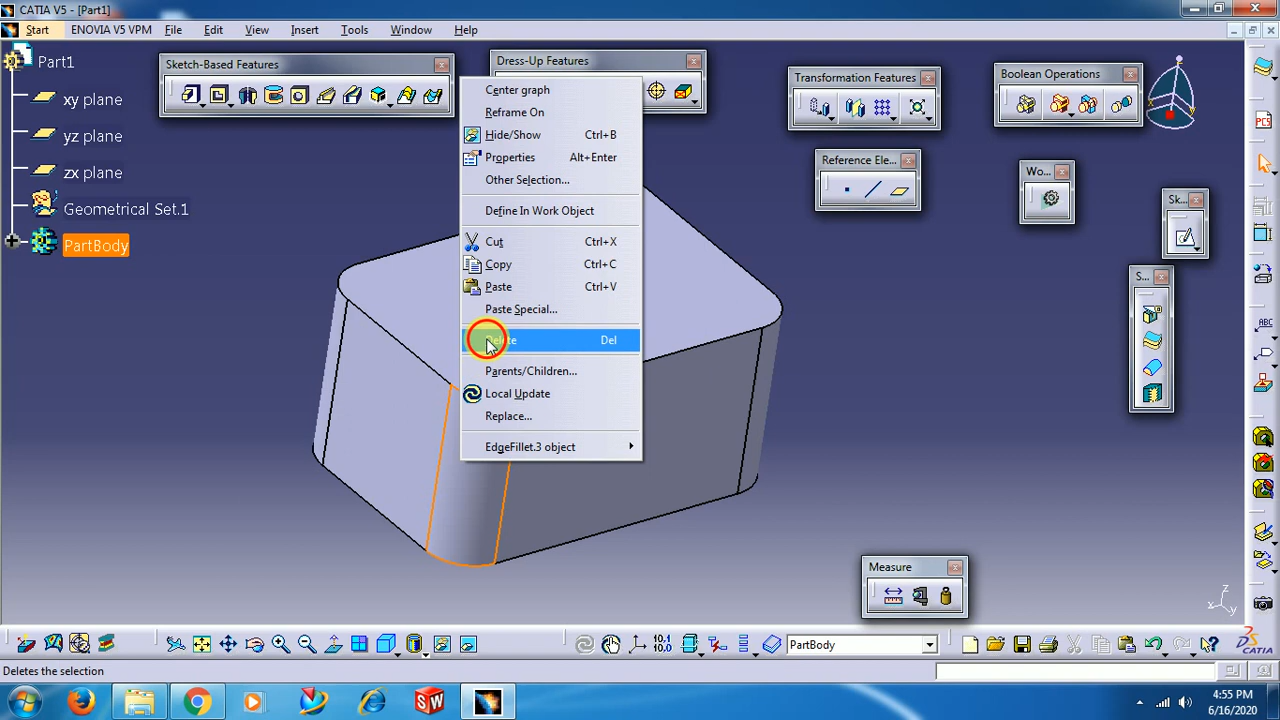 CATIA V5 - [Part1]
Start ENOVIA V5 VPM File Edit View Insert Tools Window Help
Part1
xy plane
yz plane
zx plane
Geometrical Set.1
PartBody
Sketch-Based Features
Dress-Up Features
Transformation Features
Boolean Operations
Reference Ele...
Wo...
Sk...
S...
Measure
Center graph
Reframe On
Hide/Show Ctrl+B
Properties Alt+Enter
Other Selection...
Define In Work Object
Cut Ctrl+X
Copy Ctrl+C
Paste Ctrl+V
Paste Special...
Delete Del
Parents/Children...
Local Update
Replace...
EdgeFillet.3 object
z
x y
10.1
PartBody
CATIA
Deletes the selection
4:55 PM
6/16/2020